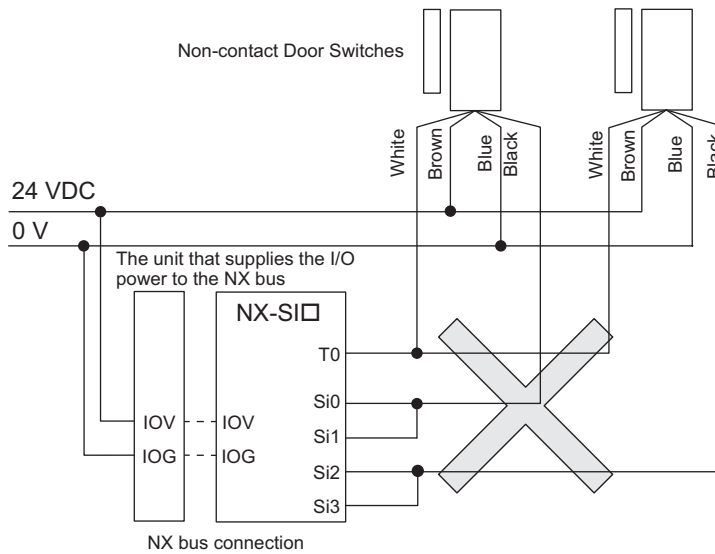 Non-contact Door Switches
White
Brown
Blue
Black
White
Brown
Blue
Black
24 VDC
0 V
The unit that supplies the I/O
power to the NX bus
NX-SI□
T0
Si0
Si1
Si2
Si3
IOV
IOV
IOG
IOG
NX bus connection